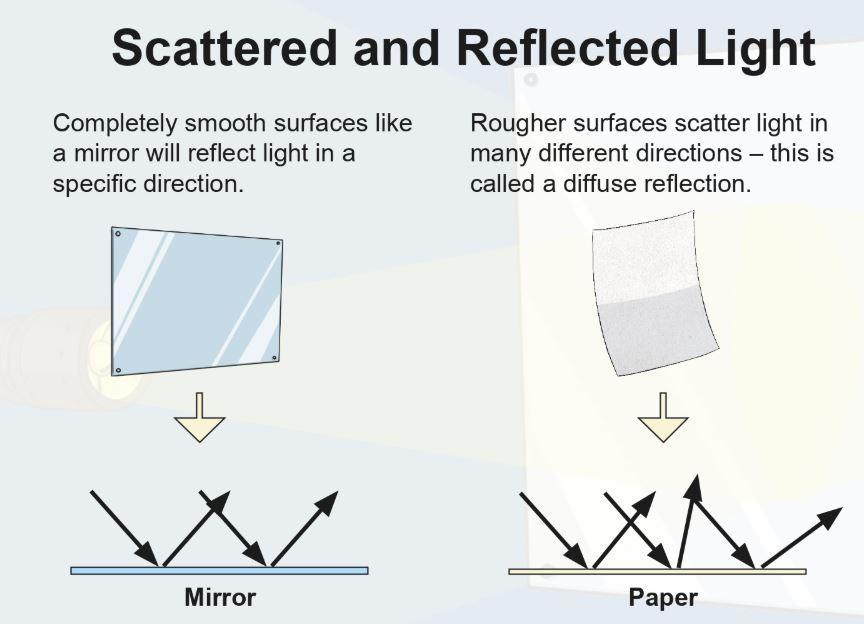 Scattered and Reflected Light
Completely smooth surfaces like
a mirror will reflect light in a
specific direction.
Rougher surfaces scatter light in
many different directions – this is
called a diffuse reflection.
Mirror
Paper